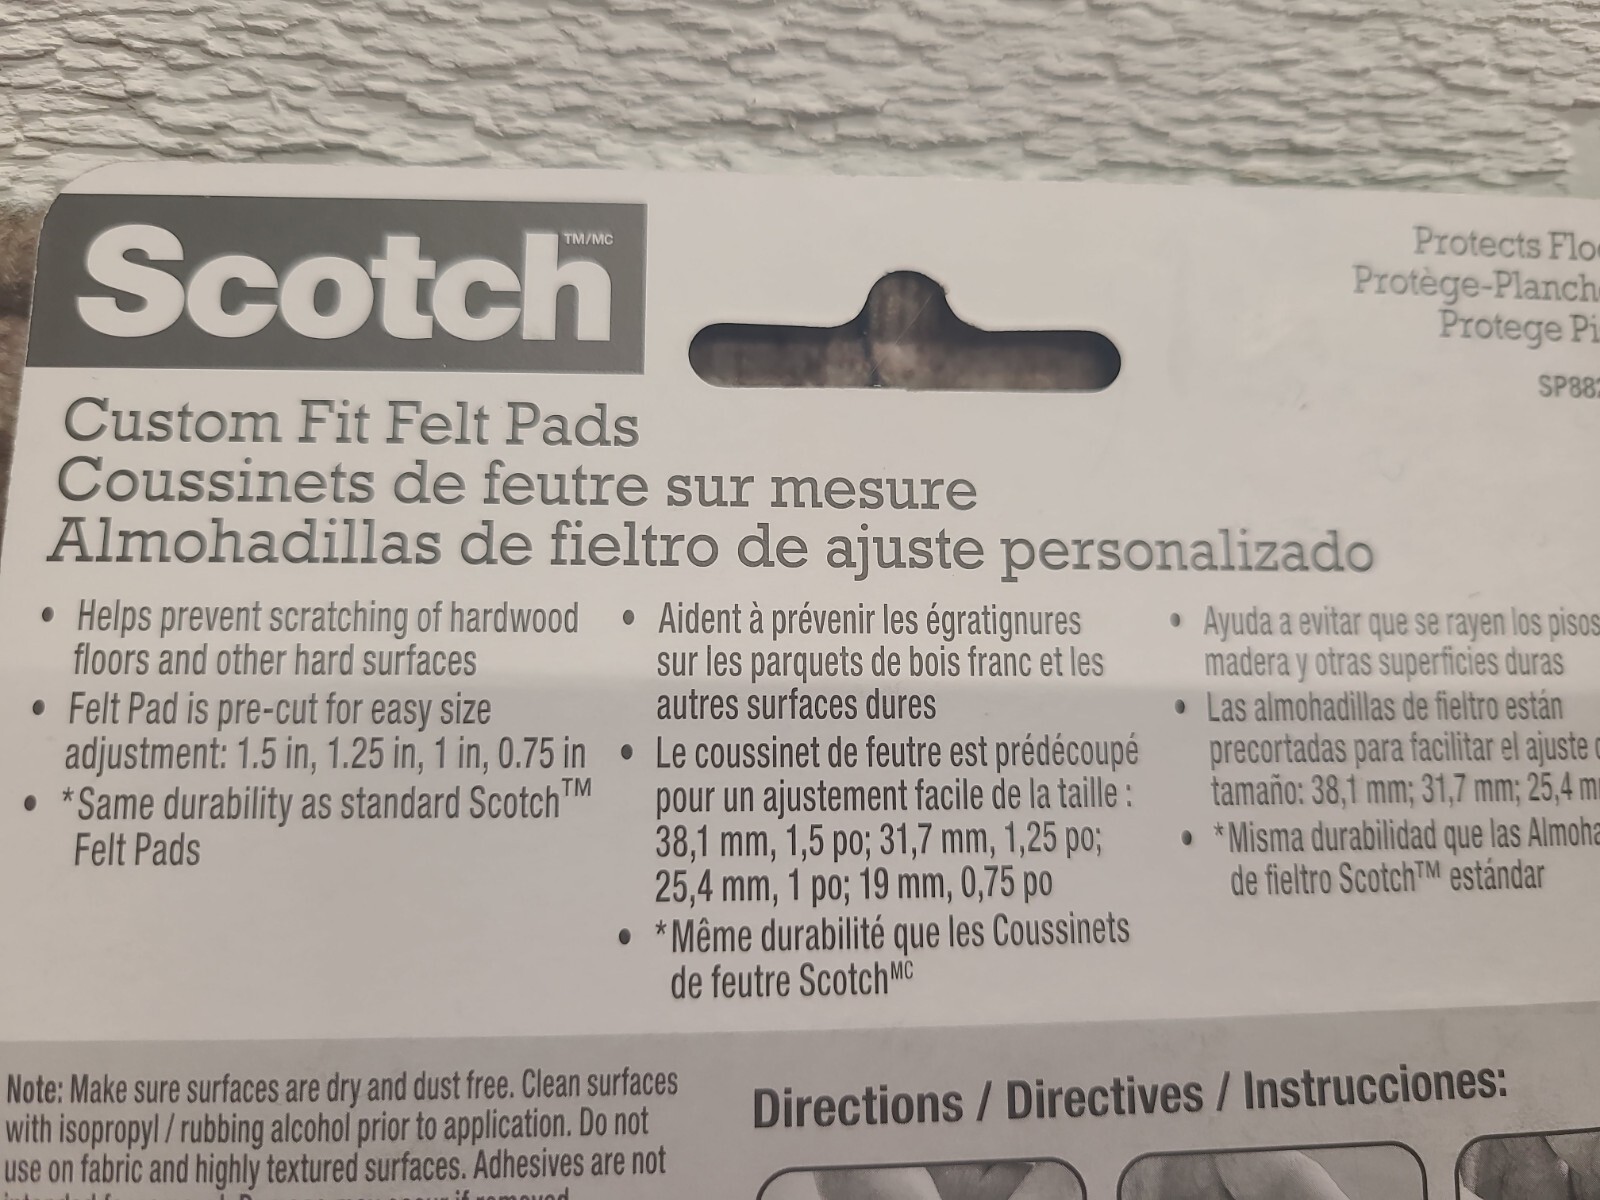 Scotch TM/MC
Protects
Protège-
Protege
Custom Fit Felt Pads
Coussinets de feutre sur mesure
Almohadillas de fieltro de ajuste personalizado
• Helps prevent scratching of hardwood
floors and other hard surfaces
• Felt Pad is pre-cut for easy size
adjustment: 1.5 in, 1.25 in, 1 in, 0.75 in
• *Same durability as standard Scotch™
Felt Pads
• Aident à prévenir les égratignures
sur les parquets de bois franc et les
autres surfaces dures
• Le coussinet de feutre est prédécoupé
pour un ajustement facile de la taille :
38,1 mm, 1,5 po; 31,7 mm, 1,25 po;
25,4 mm, 1 po; 19 mm, 0,75 po
• *Même durabilité que les Coussinets
de feutre Scotchᴹᶜ
• Ayuda a evitar que se rayen los pisos
madera y otras superficies duras
• Las almohadillas de fieltro están
precortadas para facilitar el ajuste
tamaño: 38,1 mm; 31,7 mm; 25,4
• *Misma durabilidad que las
de fieltro Scotch™ estándar
Note: Make sure surfaces are dry and dust free. Clean surfaces
with isopropyl / rubbing alcohol prior to application. Do not
use on fabric and highly textured surfaces. Adhesives are not
if removed
Directions / Directives / Instrucciones: